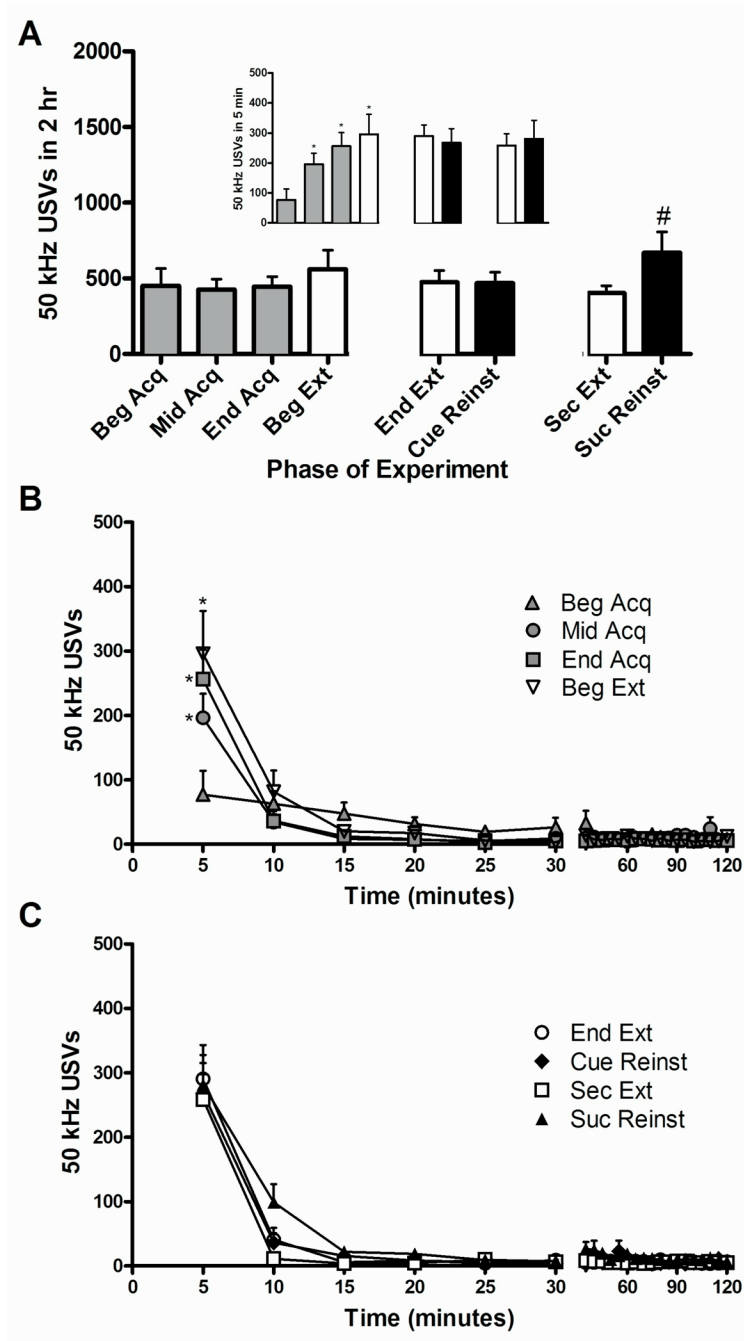 A
2000
1500
1000
500
0
50 kHz USVs in 2 hr
500
400
300
200
100
0
50 kHz USVs in 5 min
*
*
*
#
Beg Acq
Mid Acq
End Acq
Beg Ext
End Ext
Cue Reinst
Sec Ext
Suc Reinst
Phase of Experiment
B
500
400
300
200
100
0
50 kHz USVs
*
*
*
Beg Acq
Mid Acq
End Acq
Beg Ext
0 5 10 15 20 25 30 60 90 120
Time (minutes)
C
500
400
300
200
100
0
50 kHz USVs
End Ext
Cue Reinst
Sec Ext
Suc Reinst
0 5 10 15 20 25 30 60 90 120
Time (minutes)